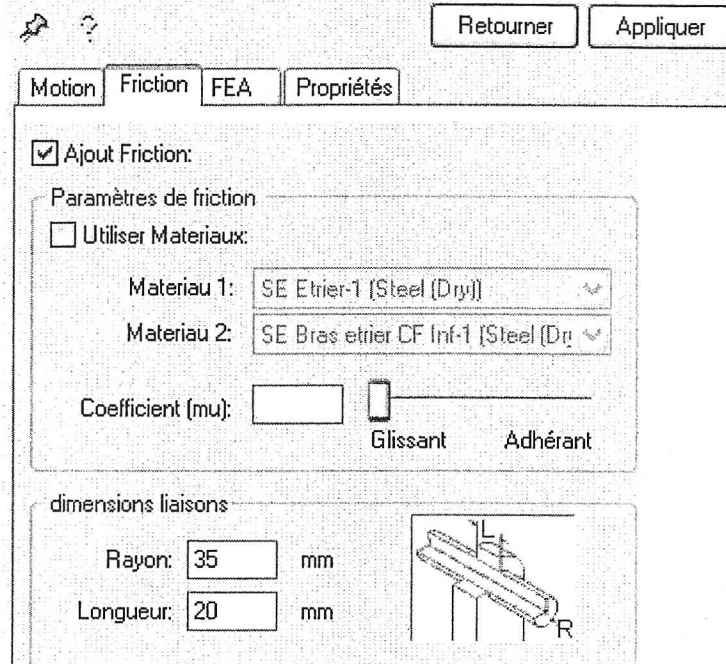 ?
Retourner Appliquer
Motion Friction FEA Propriétés
Ajout Friction:
Paramètres de friction
Utiliser Materiaux:
Materiau 1: SE Etrier-1 (Steel (Dry))
Materiau 2: SE Bras etrier CF Inf-1 (Steel (Dr
Coefficient (mu):
Glissant Adhérant
dimensions liaisons
Rayon: 35 mm
Longueur: 20 mm
L
R